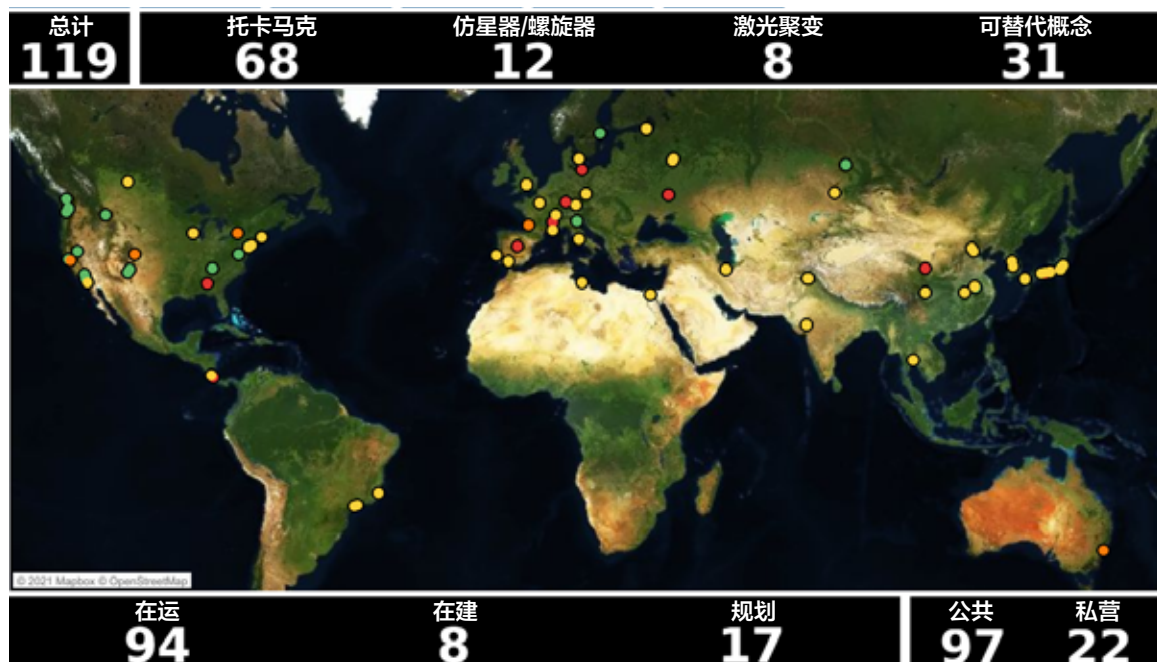 总计 托卡马克 仿星器/螺旋器 激光聚变 可替代概念
119 68 12 8 31
© 2021 Mapbox © OpenStreetMap
在运 在建 规划 公共 私营
94 8 17 97 22